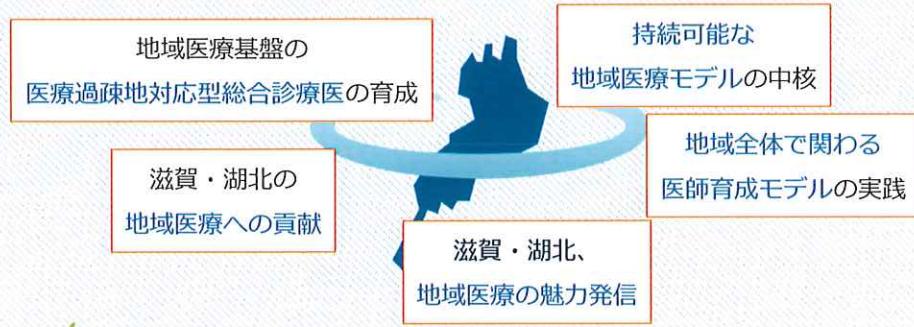 地域医療基盤の
医療過疎地対応型総合診療医の育成
持続可能な
地域医療モデルの中核
滋賀・湖北の
地域医療への貢献
地域全体で関わる
医師育成モデルの実践
滋賀・湖北、
地域医療の魅力発信